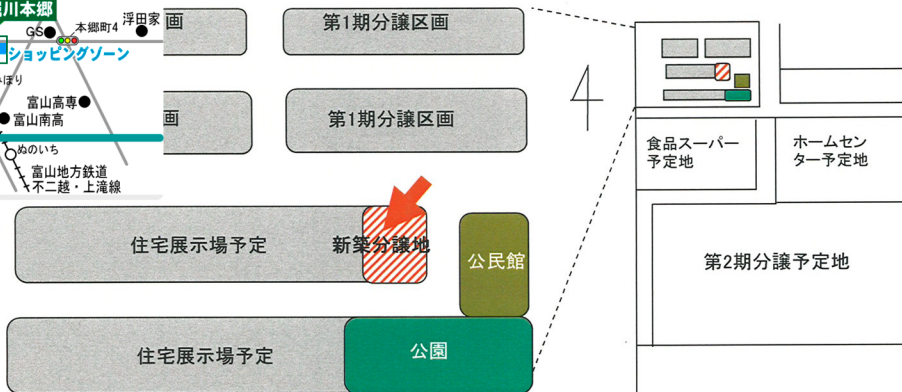 川本郷
GS
本郷町4
浮田家
ショッピングゾーン
ぼり
富山高専
富山南高
ぬのいち
富山地方鉄道
不二越・上滝線
画
第1期分譲区画
画
第1期分譲区画
住宅展示場予定
新築分譲地
公民館
住宅展示場予定
公園
4
食品スーパー
予定地
ホームセン
ター予定地
第2期分譲予定地